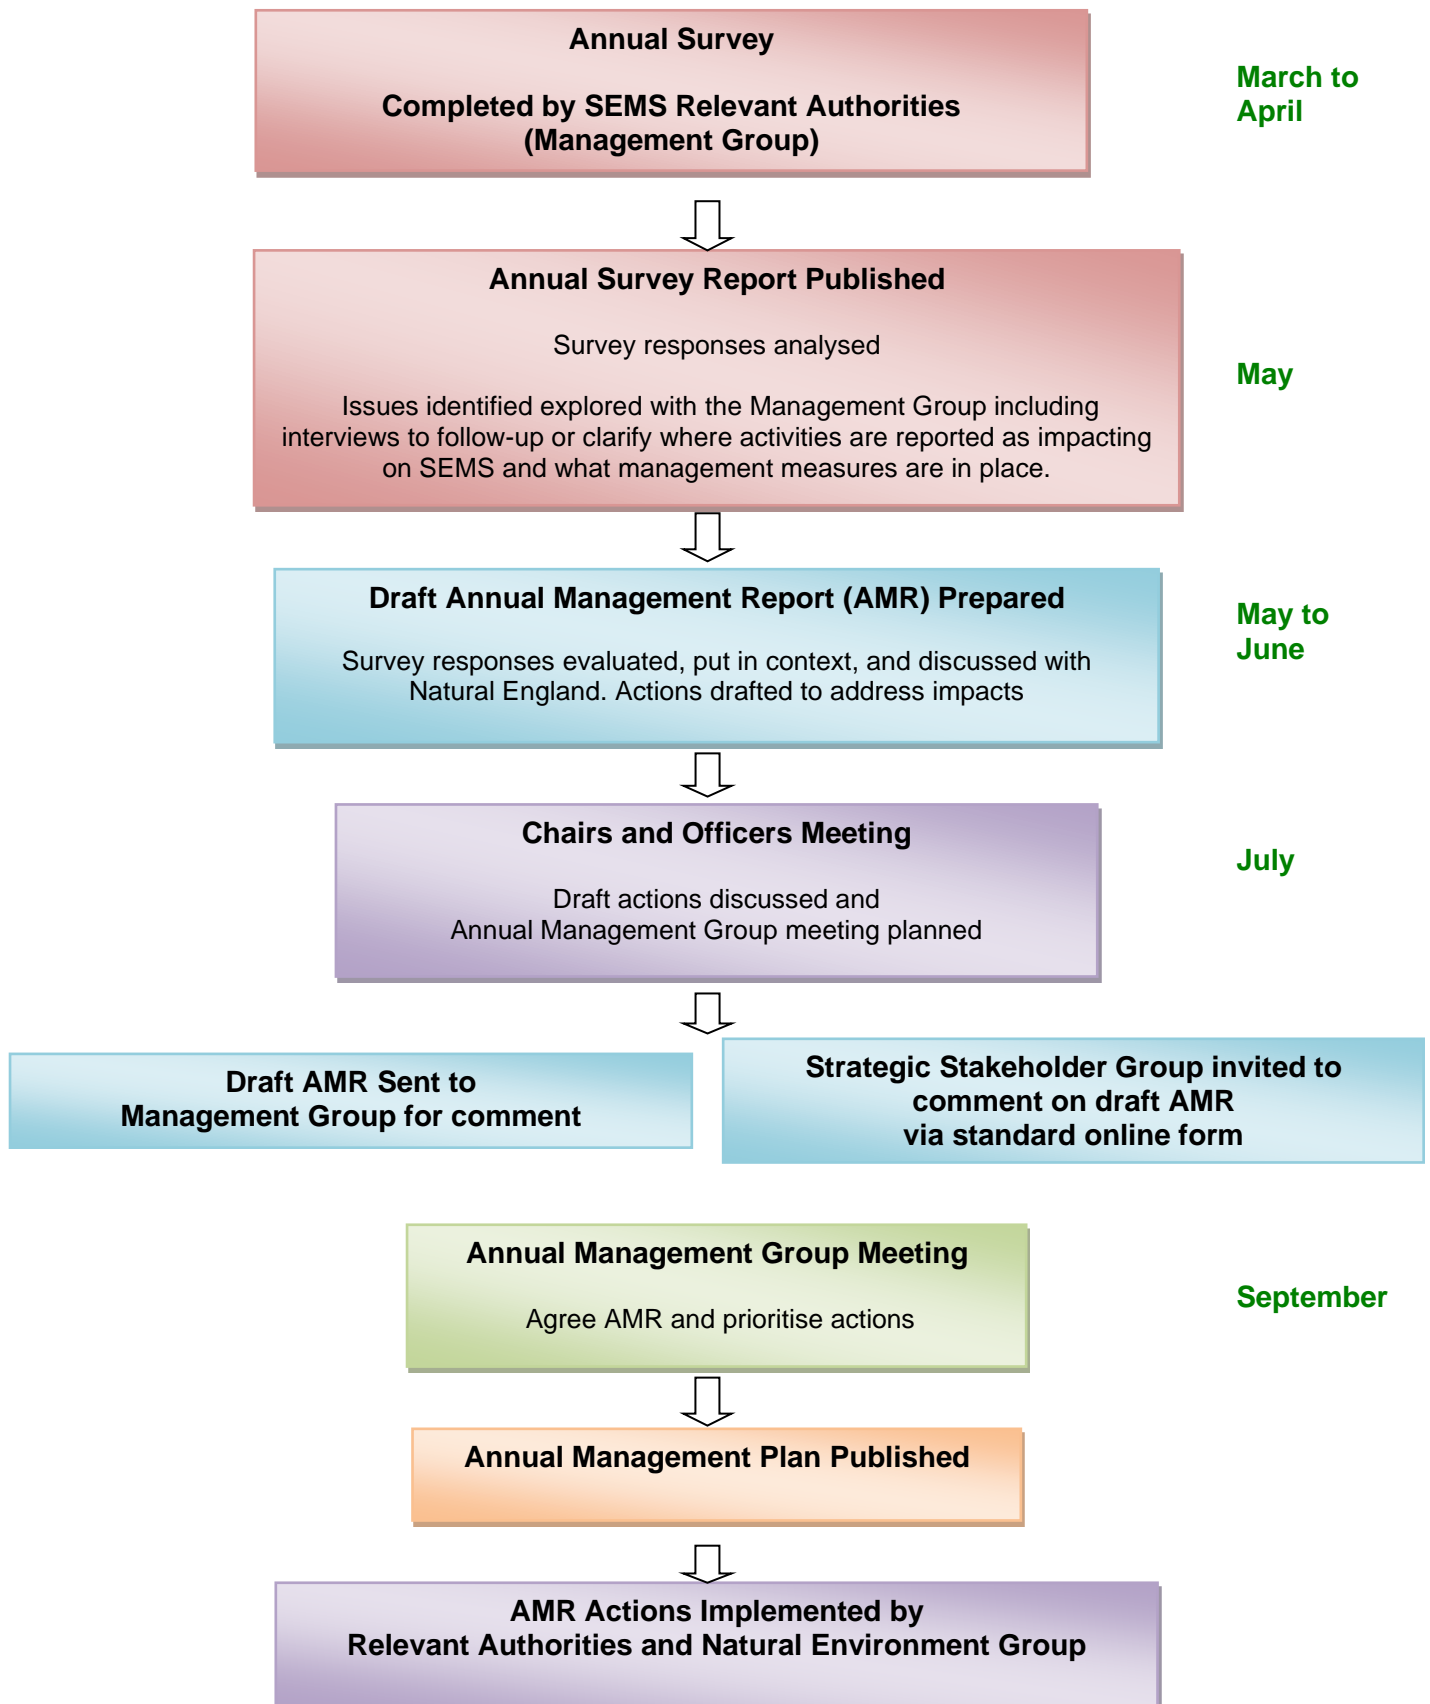 Annual Survey
Completed by SEMS Relevant Authorities
(Management Group)
March to
April
Annual Survey Report Published
Survey responses analysed
Issues identified explored with the Management Group including
interviews to follow-up or clarify where activities are reported as impacting
on SEMS and what management measures are in place.
May
Draft Annual Management Report (AMR) Prepared
Survey responses evaluated, put in context, and discussed with
Natural England. Actions drafted to address impacts
May to
June
Chairs and Officers Meeting
Draft actions discussed and
Annual Management Group meeting planned
July
Draft AMR Sent to
Management Group for comment
Strategic Stakeholder Group invited to
comment on draft AMR
via standard online form
Annual Management Group Meeting
Agree AMR and prioritise actions
September
Annual Management Plan Published
AMR Actions Implemented by
Relevant Authorities and Natural Environment Group